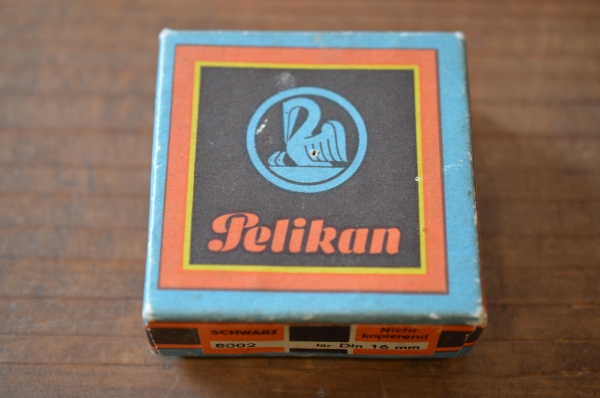 Pelikan
SCHWARZ
Nicht
kopierend
8002
für Din 16 mm